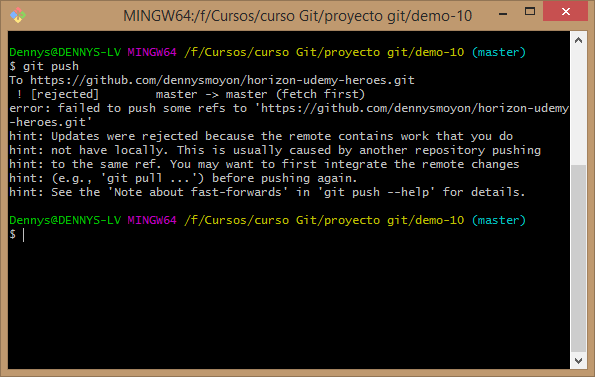 MINGW64:/f/Cursos/curso Git/proyecto git/demo-10
Dennys@DENNYS-LV MINGW64 /f/Cursos/curso Git/proyecto git/demo-10 (master)
$ git push
To https://github.com/dennysmoyon/horizon-udemy-heroes.git
 ! [rejected]        master -> master (fetch first)
error: failed to push some refs to 'https://github.com/dennysmoyon/horizon-udemy
-heroes.git'
hint: Updates were rejected because the remote contains work that you do
hint: not have locally. This is usually caused by another repository pushing
hint: to the same ref. You may want to first integrate the remote changes
hint: (e.g., 'git pull ...') before pushing again.
hint: See the 'Note about fast-forwards' in 'git push --help' for details.
Dennys@DENNYS-LV MINGW64 /f/Cursos/curso Git/proyecto git/demo-10 (master)
$